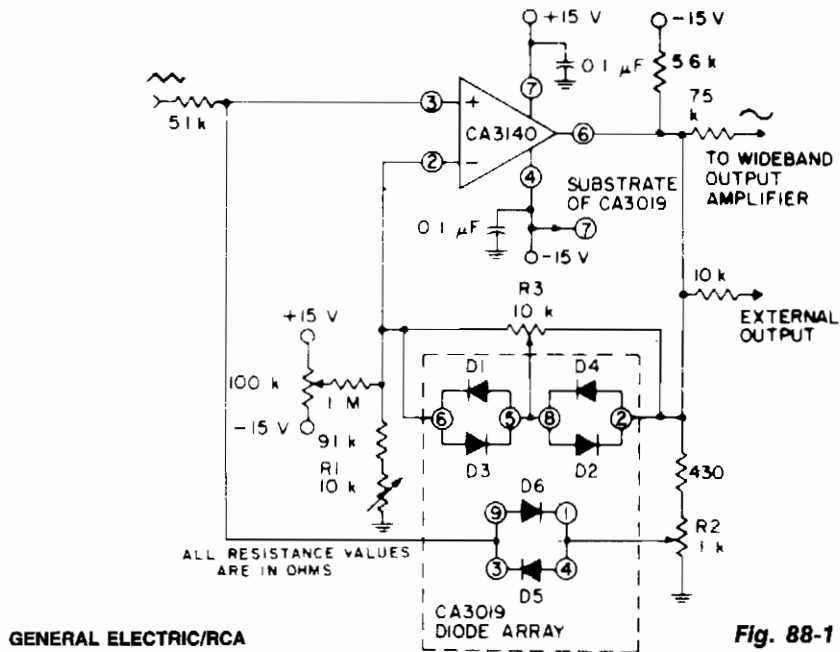 +15 V
-15 V
0.1 µF
56 k
7
75 k
51 k
3
+
CA3140
6
2
-
4
TO WIDEBAND OUTPUT AMPLIFIER
SUBSTRATE OF CA3019
0.1 µF
7
-15 V
R3
10 k
10 k
EXTERNAL OUTPUT
+15 V
100 k
1 M
-15 V
91 k
R1
10 k
D1
D4
6
5
8
2
D3
D2
430
D6
9
1
R2
1 k
3
4
D5
ALL RESISTANCE VALUES
ARE IN OHMS
CA3019
DIODE ARRAY
GENERAL ELECTRIC/RCA
Fig. 88-1